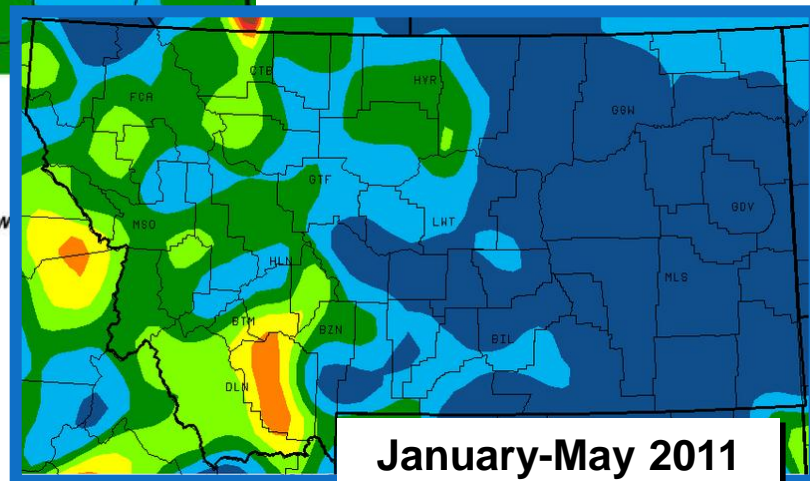 CTB
HVR
FCA
GGW
GTF
GDV
LWT
MSO
HLN
MLS
BTM
BZN
BIL
DLN
January-May 2011